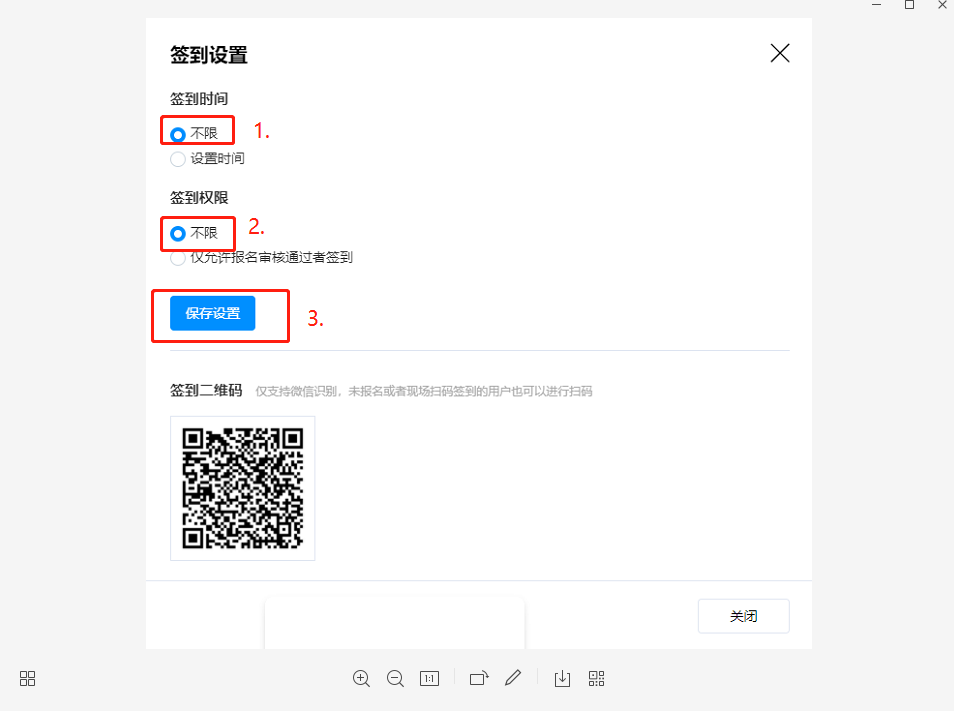 签到设置
签到时间
不限 1.
设置时间
签到权限
不限 2.
仅允许报名审核通过者签到
保存设置 3.
签到二维码 仅支持微信识别，未报名或者现场扫码签到的用户也可以进行扫码
关闭
1:1